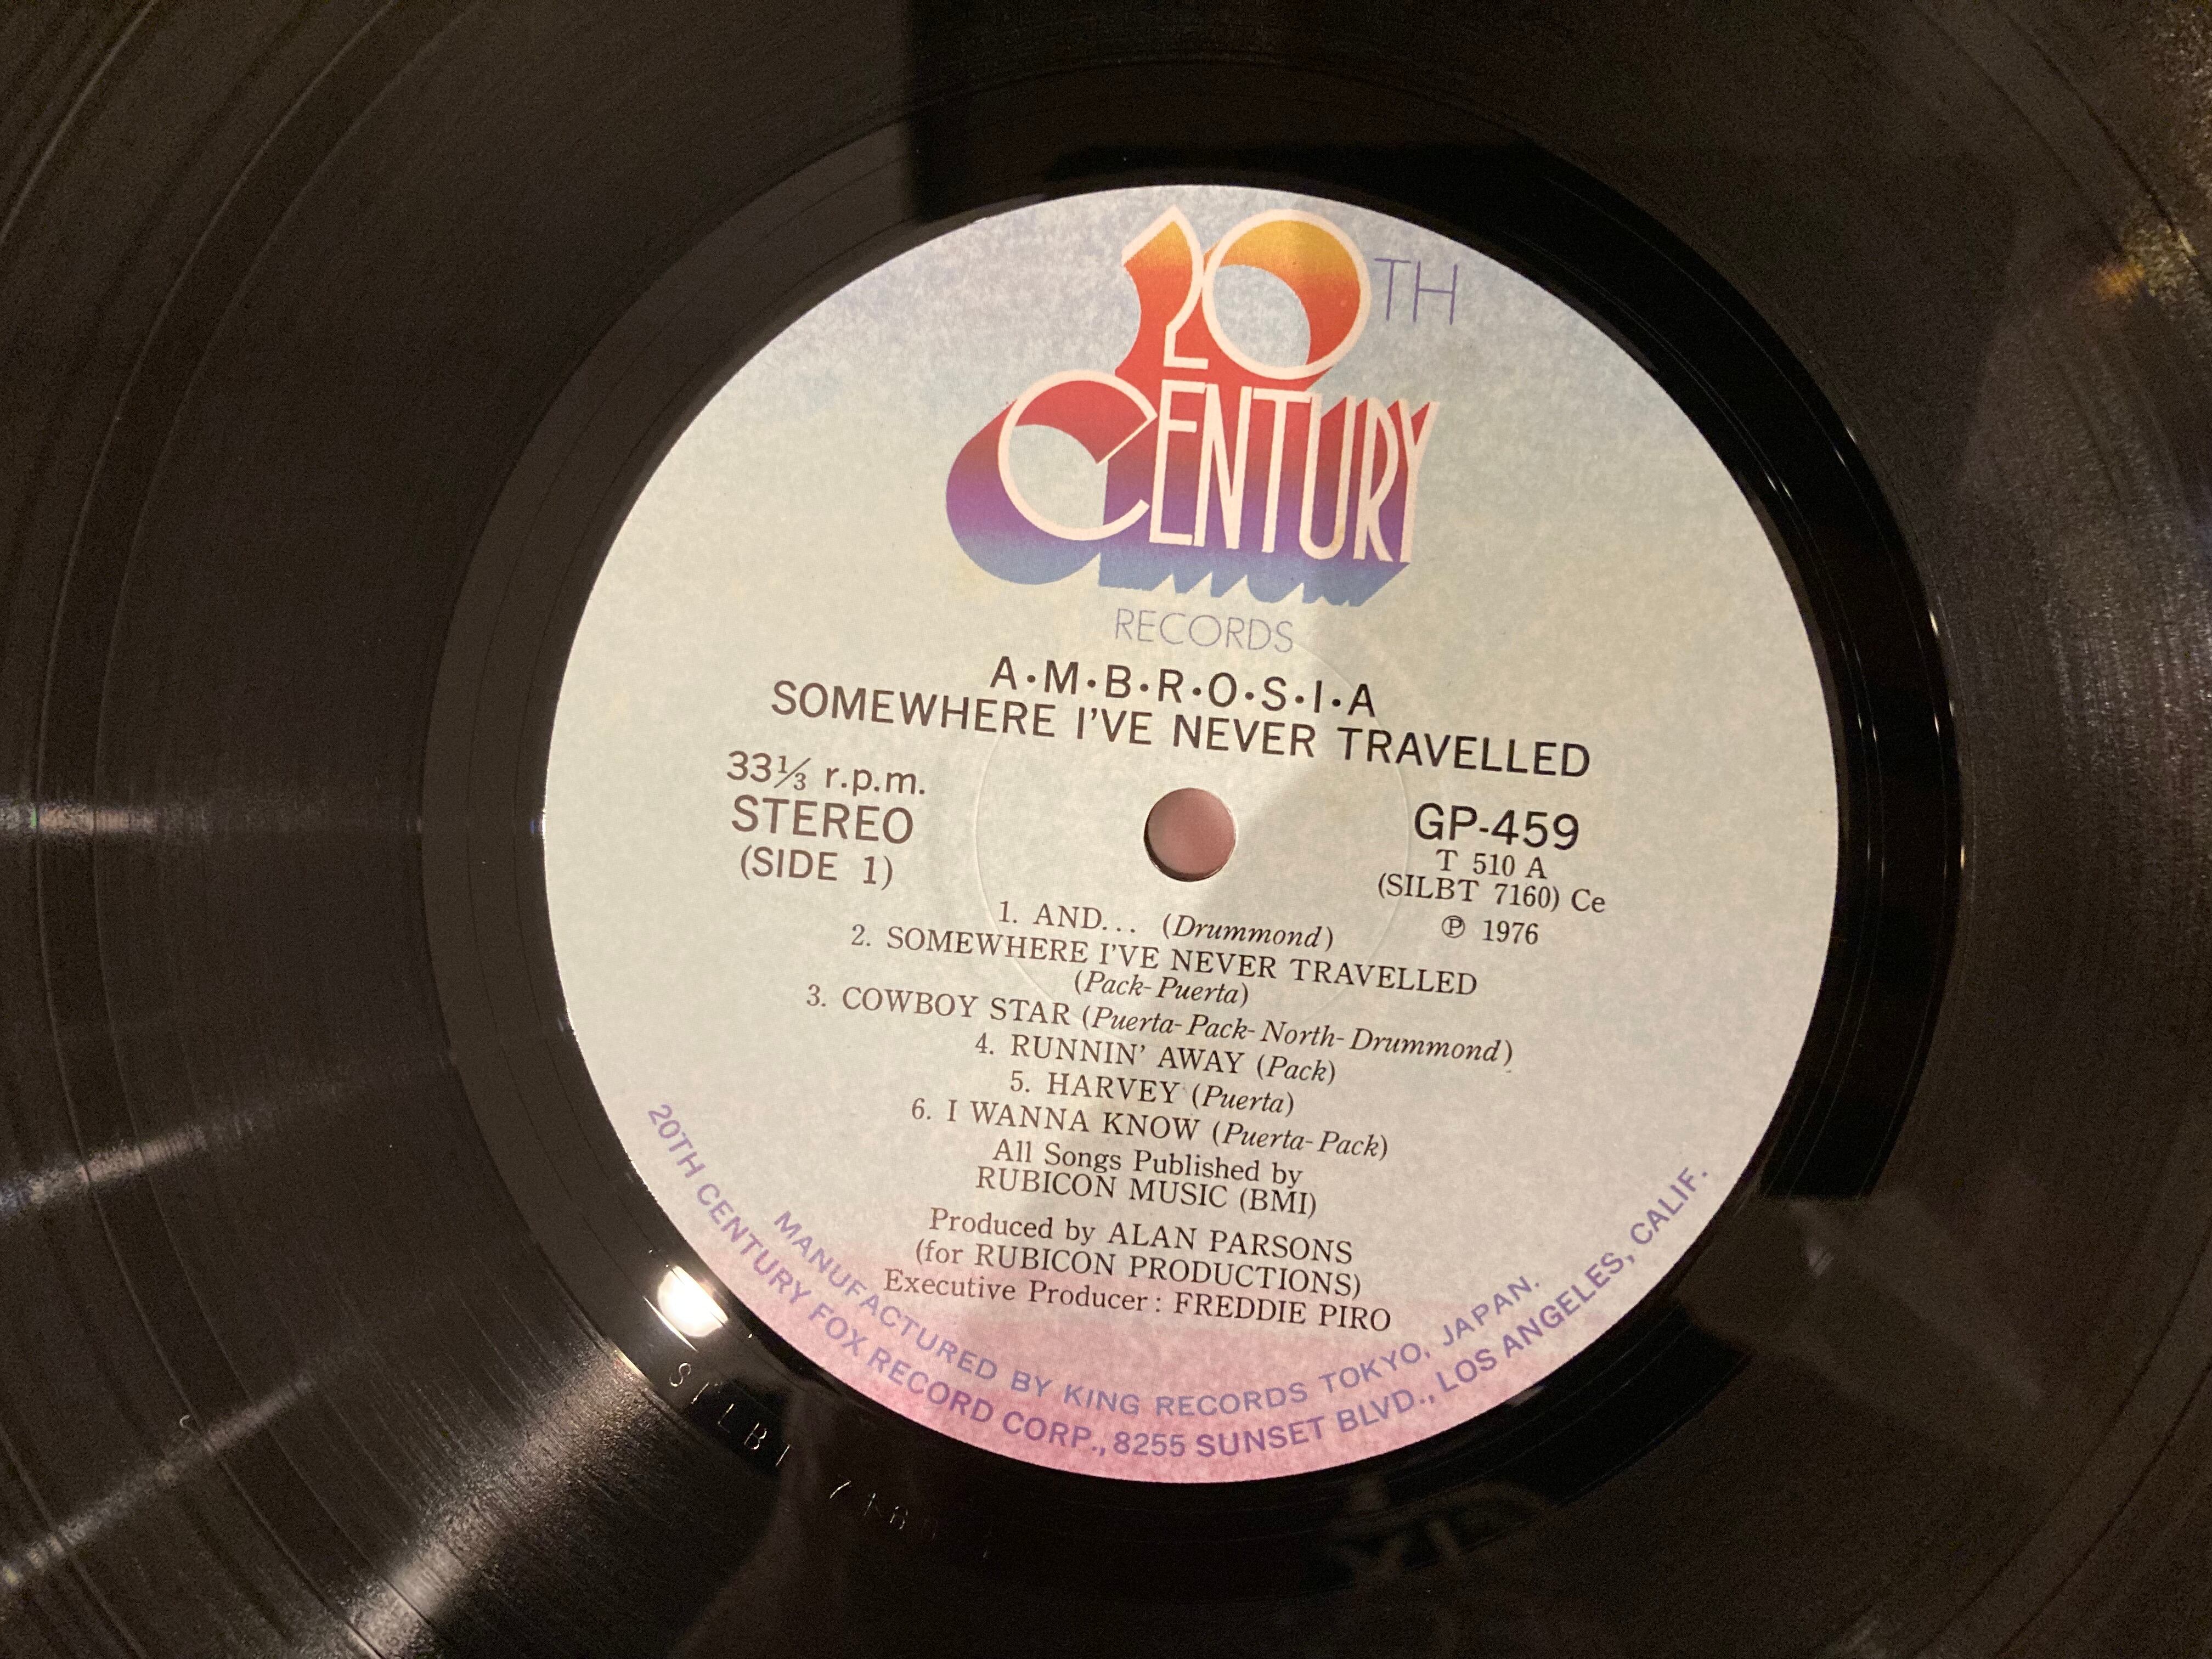 20TH
CENTURY
RECORDS
A·M·B·R·O·S·I·A
SOMEWHERE I'VE NEVER TRAVELLED
33⅓ r.p.m.
STEREO
(SIDE 1)
GP-459
T 510 A
(SILBT 7160) Ce
℗ 1976
1. AND... (Drummond)
2. SOMEWHERE I'VE NEVER TRAVELLED
(Pack-Puerta)
3. COWBOY STAR (Puerta-Pack-North-Drummond)
4. RUNNIN' AWAY (Pack)
5. HARVEY (Puerta)
6. I WANNA KNOW (Puerta-Pack)
All Songs Published by
RUBICON MUSIC (BMI)
Produced by ALAN PARSONS
(for RUBICON PRODUCTIONS)
Executive Producer: FREDDIE PIRO
MANUFACTURED BY KING RECORDS TOKYO, JAPAN.
20TH CENTURY FOX RECORD CORP., 8255 SUNSET BLVD., LOS ANGELES, CALIF.
SILBT